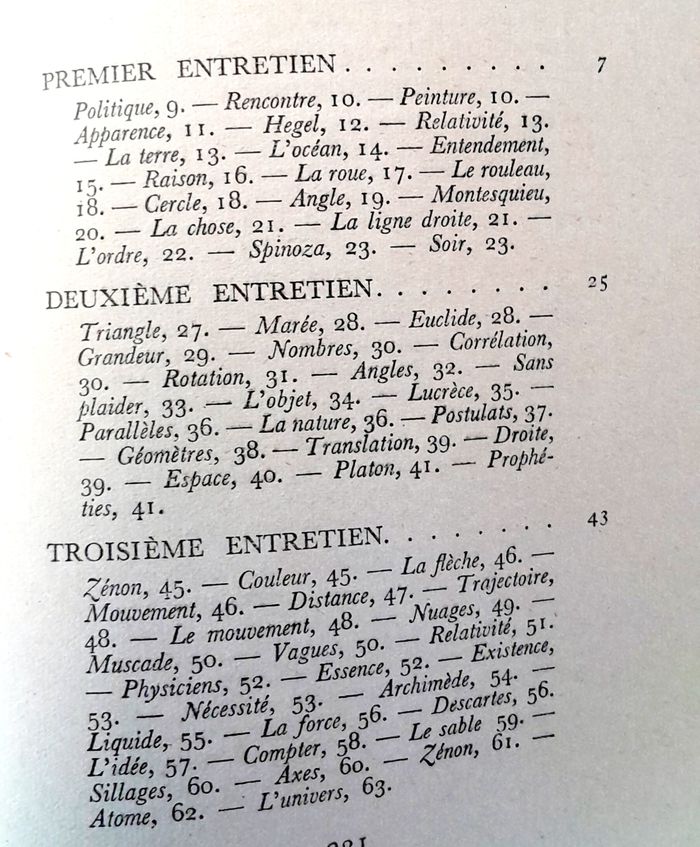 PREMIER ENTRETIEN . . . . . . . . . 7
Politique, 9. — Rencontre, 10. — Peinture, 10. —
Apparence, 11. — Hegel, 12. — Relativité, 13.
— La terre, 13. — L'océan, 14. — Entendement,
15. — Raison, 16. — La roue, 17. — Le rouleau,
18. — Cercle, 18. — Angle, 19. — Montesquieu,
20. — La chose, 21. — La ligne droite, 21. —
L'ordre, 22. — Spinoza, 23. — Soir, 23.
DEUXIÈME ENTRETIEN. . . . . . . . 25
Triangle, 27. — Marée, 28. — Euclide, 28. —
Grandeur, 29. — Nombres, 30. — Corrélation,
30. — Rotation, 31. — Angles, 32. — Sans
plaider, 33. — L'objet, 34. — Lucrèce, 35. —
Parallèles, 36. — La nature, 36. — Postulats, 37.
— Géomètres, 38. — Translation, 39. — Droite,
39. — Espace, 40. — Platon, 41. — Prophé-
ties, 41.
TROISIÈME ENTRETIEN. . . . . . . . 43
Zénon, 45. — Couleur, 45. — La flèche, 46. —
Mouvement, 46. — Distance, 47. — Trajectoire,
48. — Le mouvement, 48. — Nuages, 49. —
Muscade, 50. — Vagues, 50. — Relativité, 51.
— Physiciens, 52. — Essence, 52. — Existence,
53. — Nécessité, 53. — Archimède, 54. —
Liquide, 55. — La force, 56. — Descartes, 56.
L'idée, 57. — Compter, 58. — Le sable 59. —
Sillages, 60. — Axes, 60. — Zénon, 61. —
Atome, 62. — L'univers, 63.